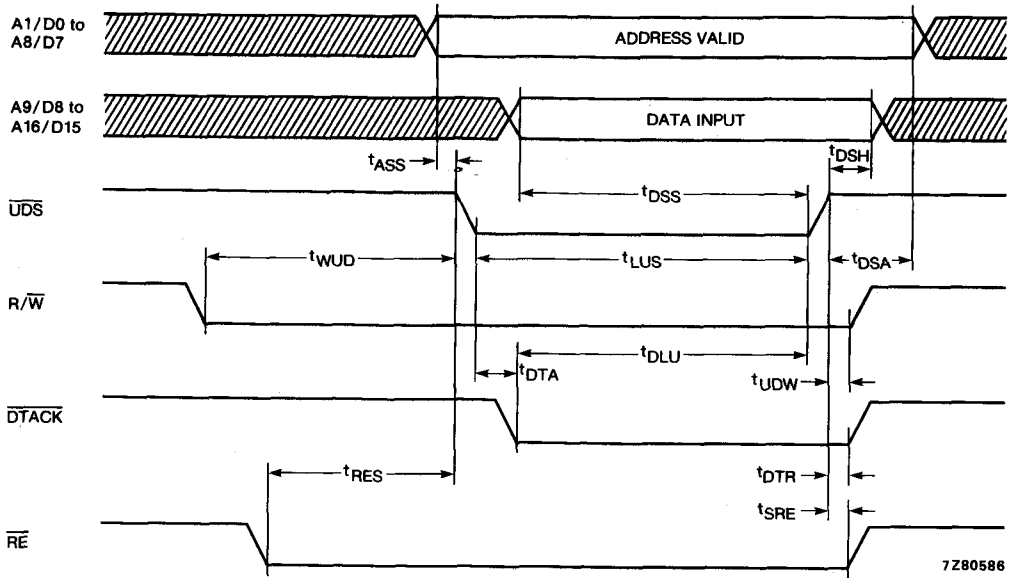 A1/D0 to
A8/D7
ADDRESS VALID
A9/D8 to
A16/D15
DATA INPUT
tASS
tDSH
UDS
tDSS
tWUD
tLUS
tDSA
R/W
tDLU
tDTA
tUDW
DTACK
tRES
tDTR
tSRE
RE
7Z80586